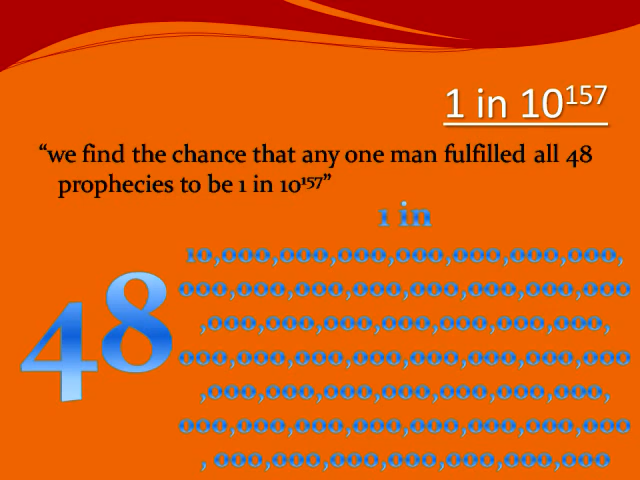 1 in 10¹⁵⁷
“we find the chance that any one man fulfilled all 48
prophecies to be 1 in 10¹⁵⁷”
1 in
10,000,000,000,000,000,000,000,
000,000,000,000,000,000,000,000
,000,000,000,000,000,000,000,
000,000,000,000,000,000,000,000
,000,000,000,000,000,000,000,
000,000,000,000,000,000,000,000
, 000,000,000,000,000,000,000
48